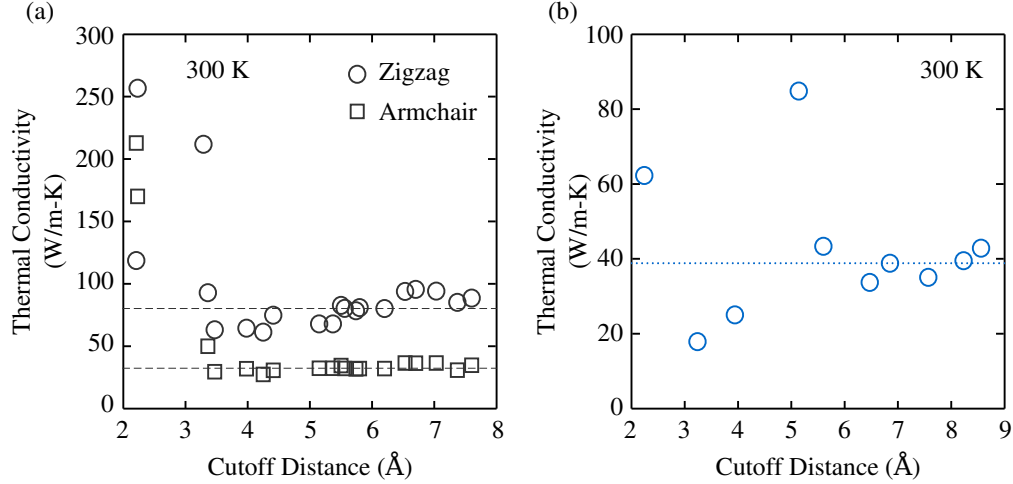 (a)
300
250
200
150
100
50
0
2
3
4
5
6
7
8
Thermal Conductivity
(W/m-K)
Cutoff Distance (Å)
300 K
Zigzag
Armchair
(b)
100
80
60
40
20
0
2
3
4
5
6
7
8
9
Thermal Conductivity
(W/m-K)
Cutoff Distance (Å)
300 K